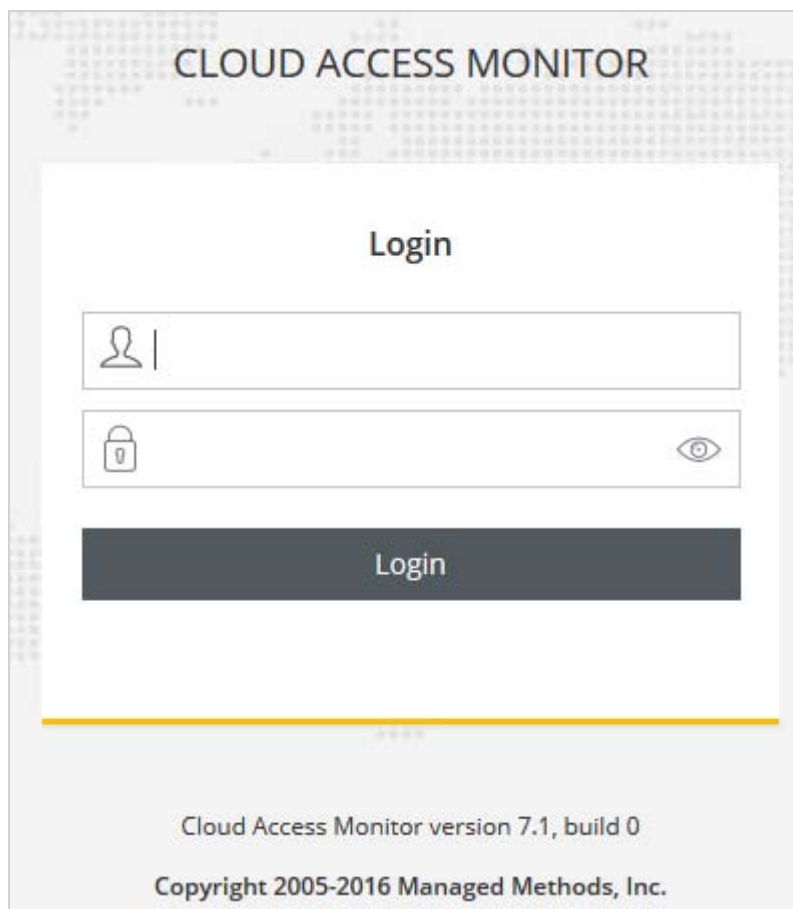 CLOUD ACCESS MONITOR
Login
Login
Cloud Access Monitor version 7.1, build 0
Copyright 2005-2016 Managed Methods, Inc.